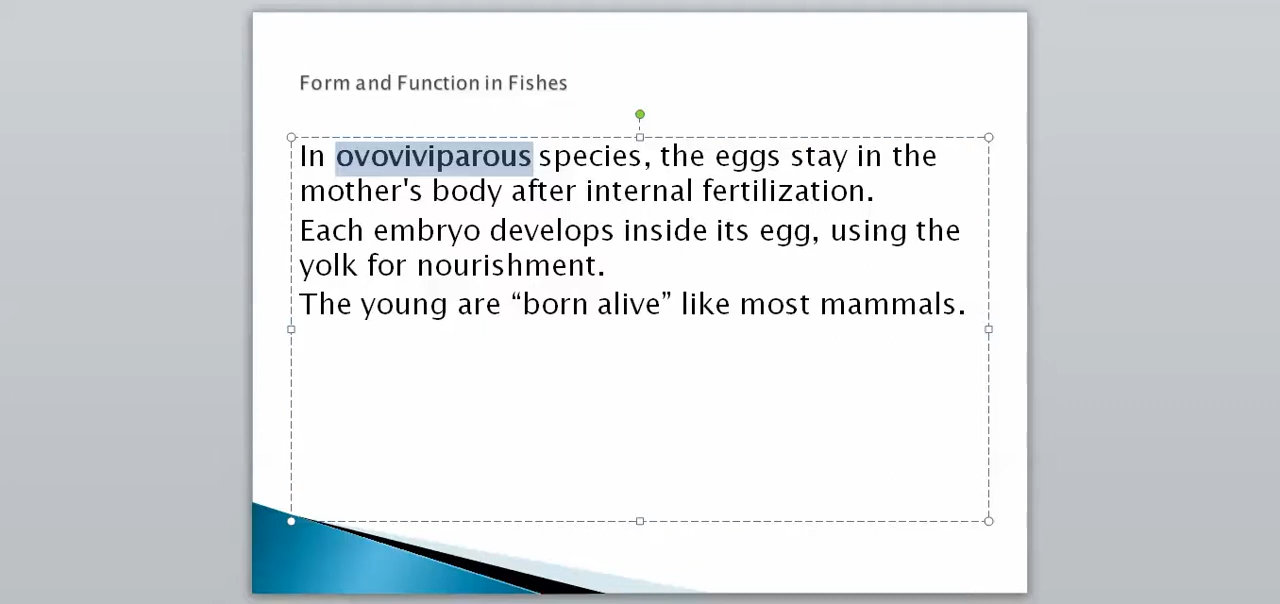 Form and Function in Fishes
In ovoviviparous species, the eggs stay in the
mother's body after internal fertilization.
Each embryo develops inside its egg, using the
yolk for nourishment.
The young are “born alive” like most mammals.